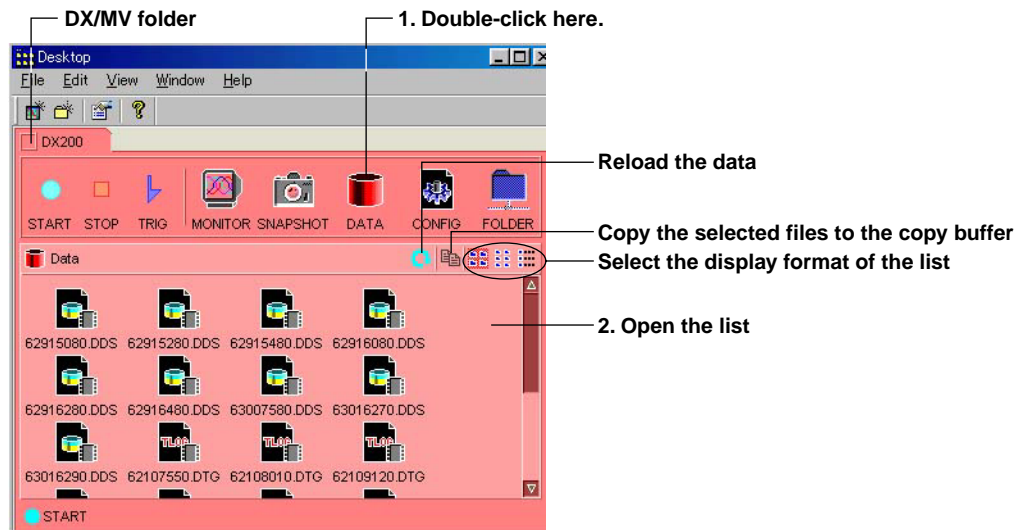 DX/MV folder
1. Double-click here.
Desktop
File Edit View Window Help
DX200
Reload the data
START STOP TRIG MONITOR SNAPSHOT DATA CONFIG FOLDER
Copy the selected files to the copy buffer
Data
Select the display format of the list
2. Open the list
62915080.DDS 62915280.DDS 62915480.DDS 62916080.DDS
62916280.DDS 62916480.DDS 63007580.DDS 63016270.DDS
TLOG TLOG TLOG
63016290.DDS 62107550.DTG 62108010.DTG 62109120.DTG
START